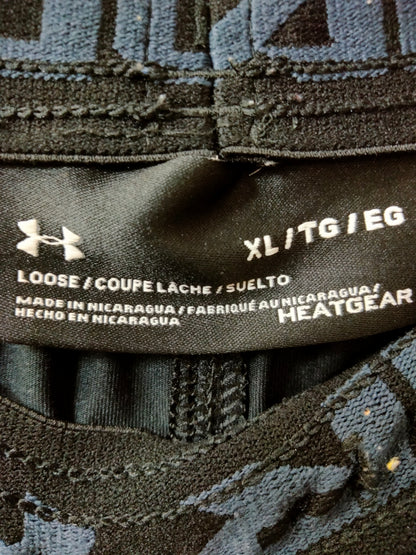 XL/TG/EG
LOOSE/COUPE LÂCHE/SUELTO
MADE IN NICARAGUA/FABRIQUÉ AU NICARAGUA/
HECHO EN NICARAGUA
HEATGEAR